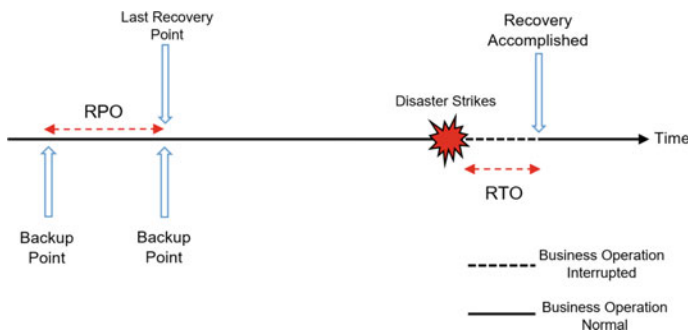 Last Recovery
Point
Recovery
Accomplished
RPO
Disaster Strikes
Time
RTO
Backup
Point
Backup
Point
Business Operation
Interrupted
Business Operation
Normal